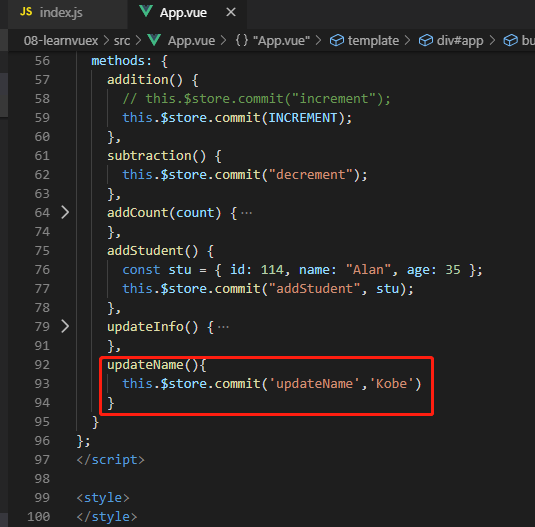 JS index.js App.vue ×
08-learnvuex > src > App.vue > {} "App.vue" > template > div#app > bu
56 methods: {
57 addition() {
58 // this.$store.commit("increment");
59 this.$store.commit(INCREMENT);
60 },
61 subtraction() {
62 this.$store.commit("decrement");
63 },
64 > addCount(count) {···
74 },
75 addStudent() {
76 const stu = { id: 114, name: "Alan", age: 35 };
77 this.$store.commit("addStudent", stu);
78 },
79 > updateInfo() {···
91 },
92 updateName(){
93 this.$store.commit('updateName','Kobe')
94 }
95 }
96 };
97 </script>
98
99 <style>
100 </style>